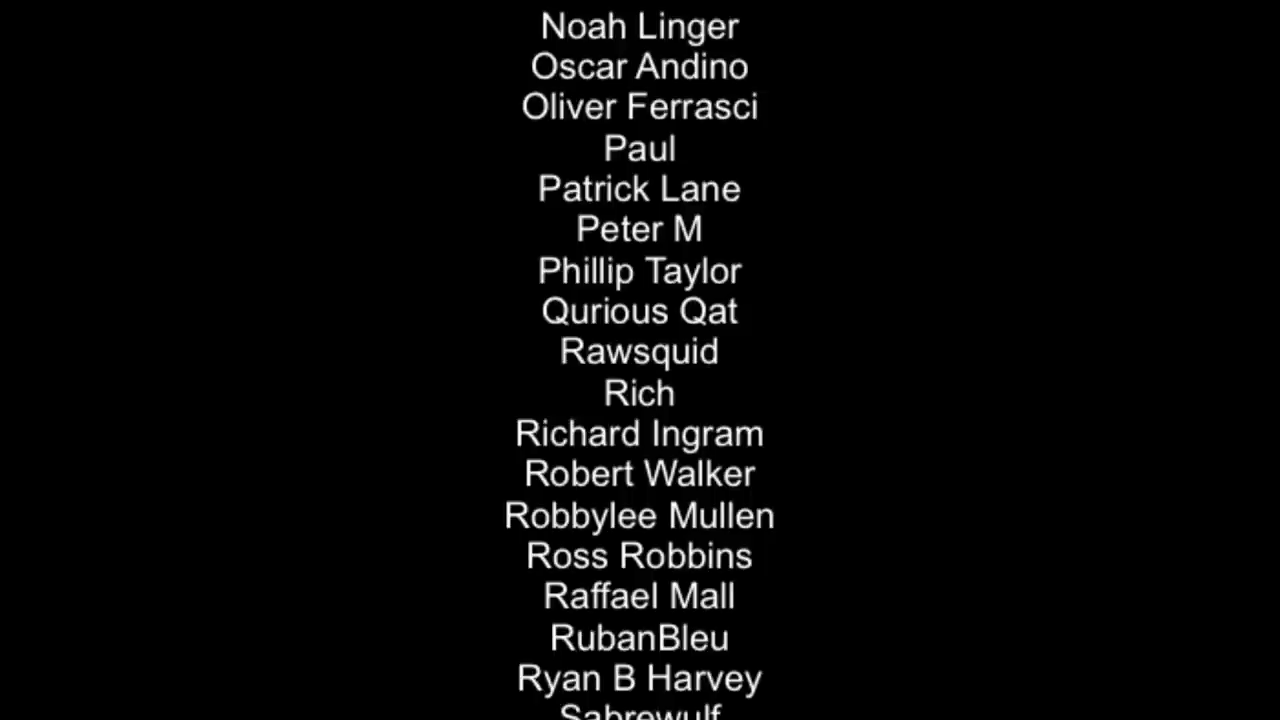 Noah Linger
Oscar Andino
Oliver Ferrasci
Paul
Patrick Lane
Peter M
Phillip Taylor
Qurious Qat
Rawsquid
Rich
Richard Ingram
Robert Walker
Robbylee Mullen
Ross Robbins
Raffael Mall
RubanBleu
Ryan B Harvey
Sabrewulf